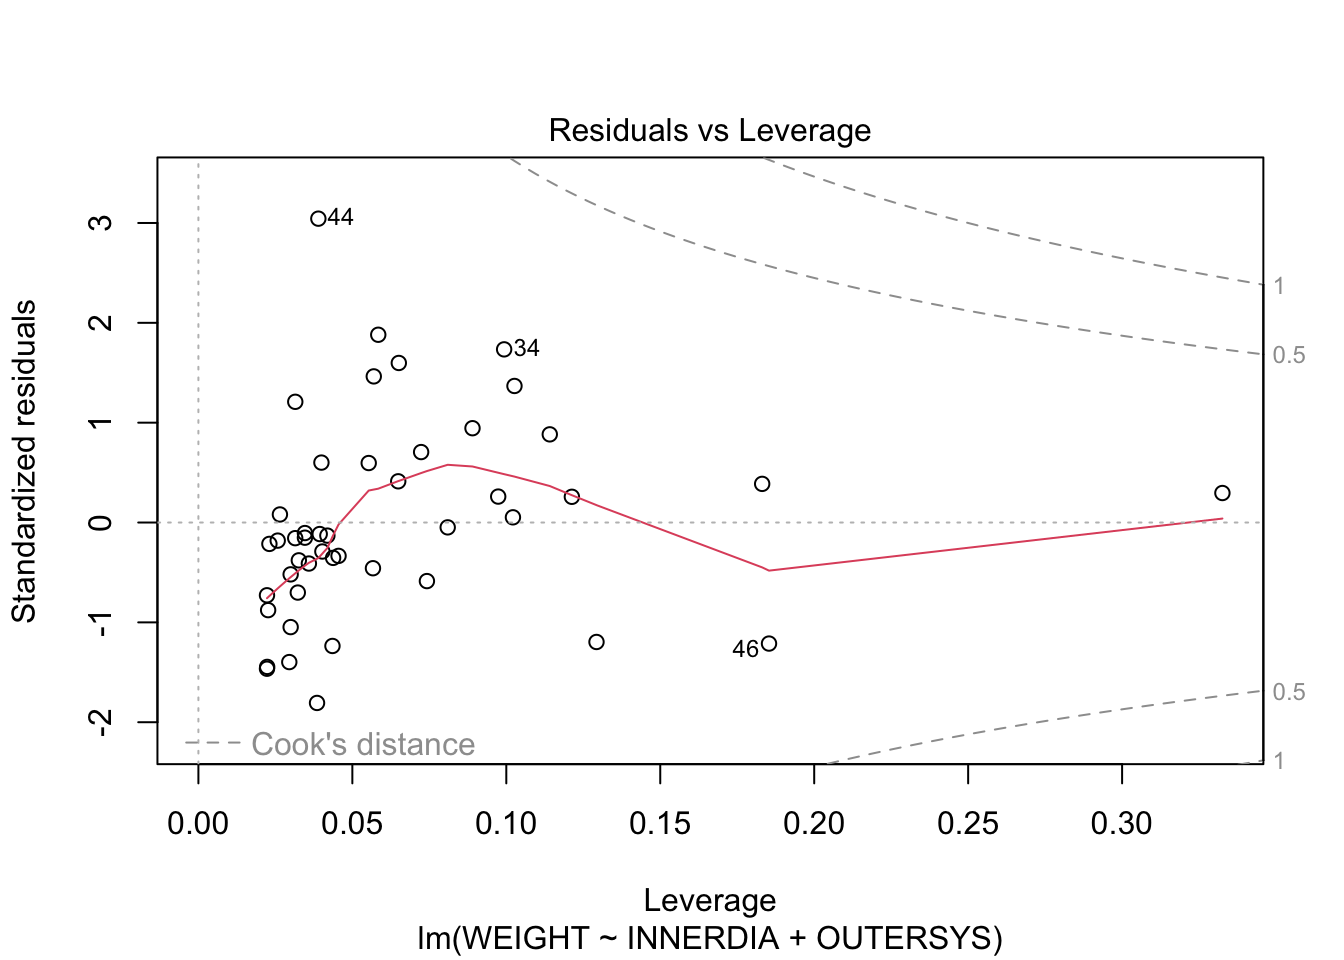 Residuals vs Leverage
Standardized residuals
3
2
1
0
-1
-2
44
34
46
1
0.5
0.5
1
Cook's distance
0.00 0.05 0.10 0.15 0.20 0.25 0.30
Leverage
lm(WEIGHT ~ INNERDIA + OUTERSYS)